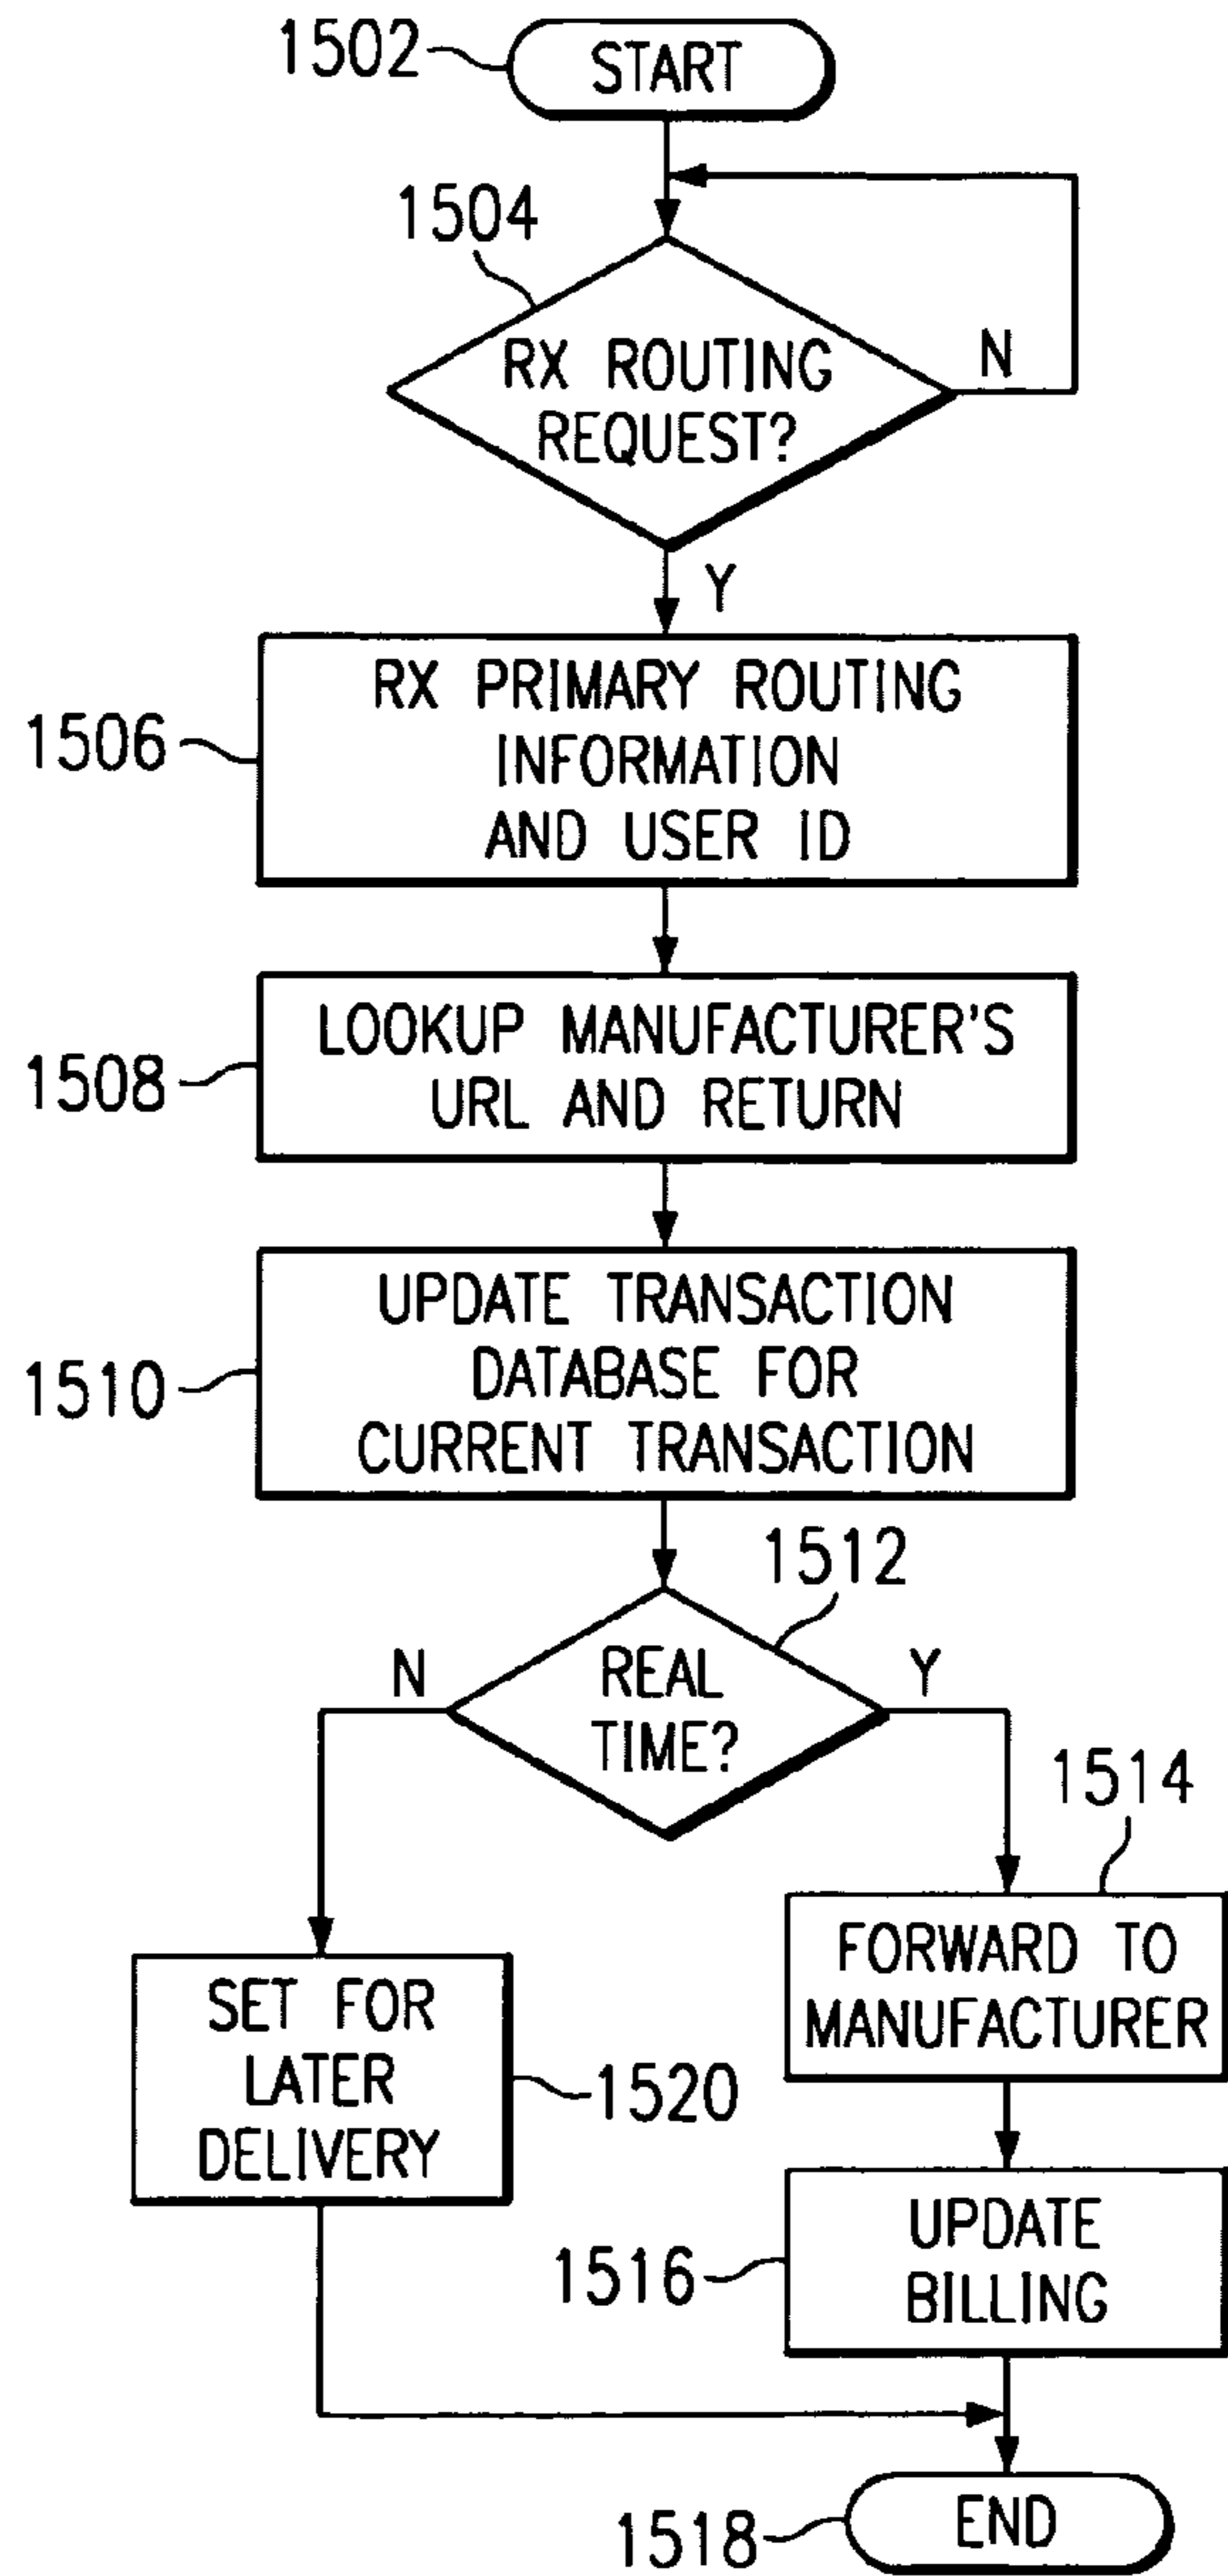 1502
START
1504
RX ROUTING
REQUEST?
N
Y
1506
RX PRIMARY ROUTING
INFORMATION
AND USER ID
1508
LOOKUP MANUFACTURER'S
URL AND RETURN
1510
UPDATE TRANSACTION
DATABASE FOR
CURRENT TRANSACTION
1512
N
REAL
TIME?
Y
1514
FORWARD TO
MANUFACTURER
SET FOR
LATER
DELIVERY
1520
1516
UPDATE
BILLING
1518
END